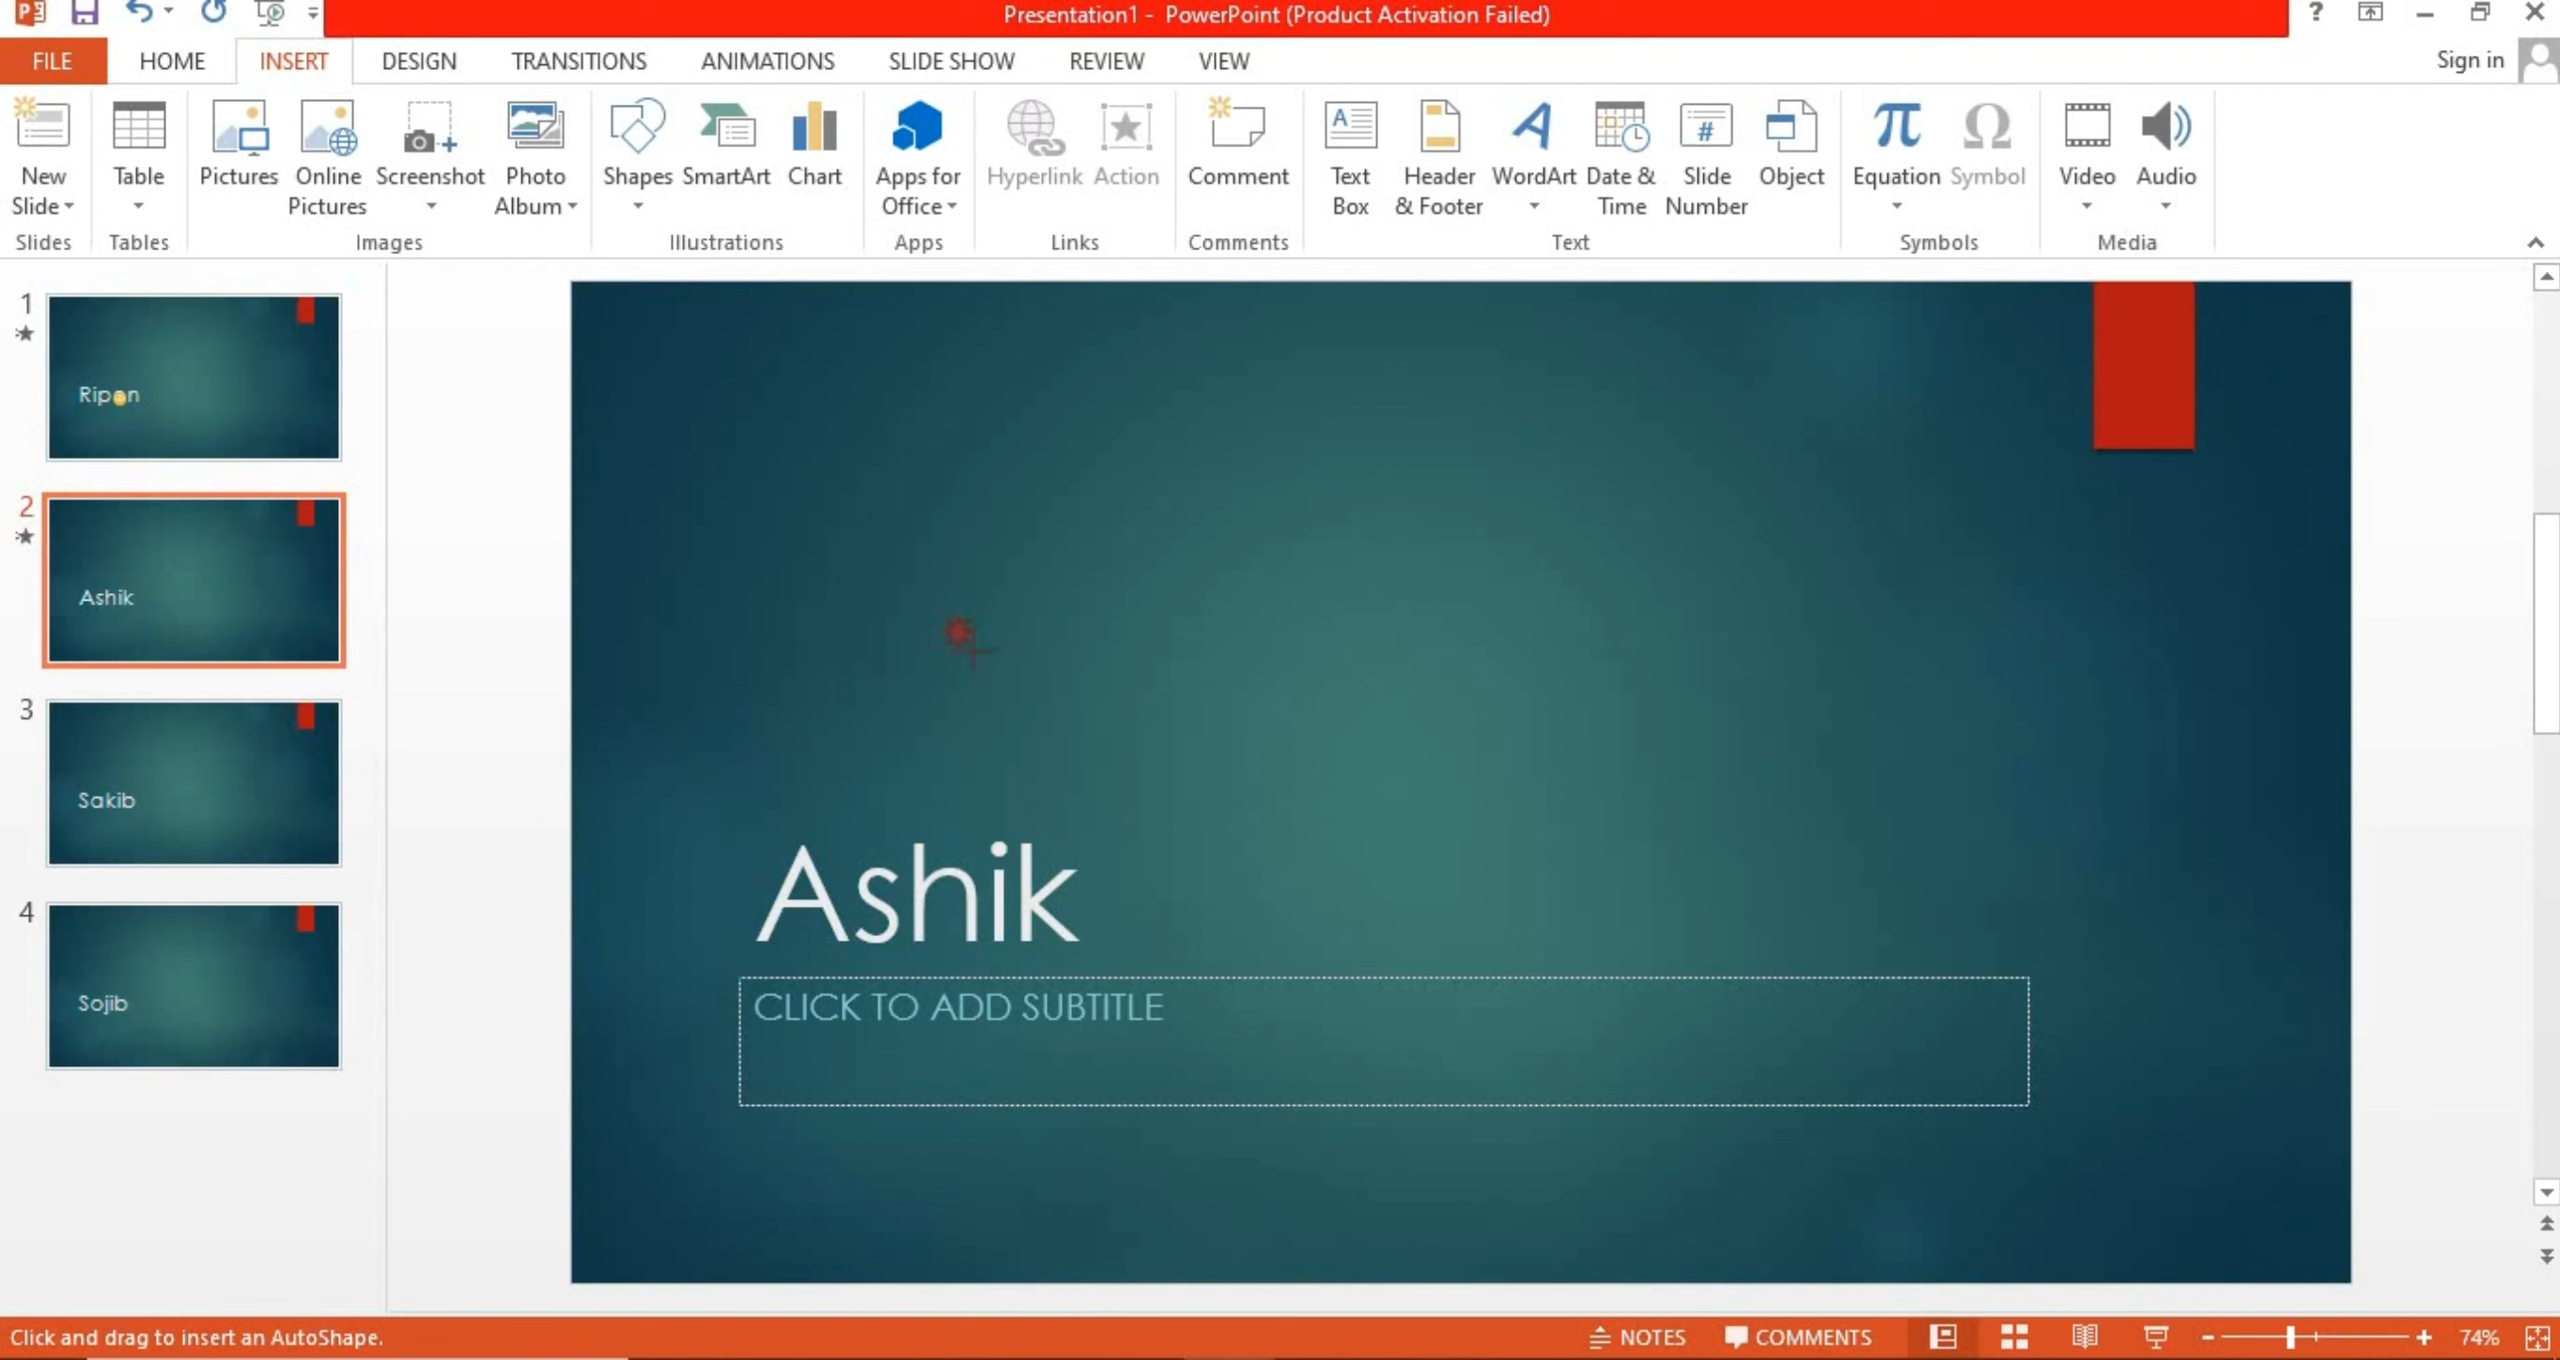 Presentation1 - PowerPoint (Product Activation Failed)
FILE HOME INSERT DESIGN TRANSITIONS ANIMATIONS SLIDE SHOW REVIEW VIEW Sign in
New Slide Table Pictures Online Pictures Screenshot Photo Album Shapes SmartArt Chart Apps for Office Hyperlink Action Comment Text Box Header & Footer WordArt Date & Time Slide Number Object Equation Symbol Video Audio
Slides Tables Images Illustrations Apps Links Comments Text Symbols Media
1
Ripon
2
Ashik
3
Sakib
4
Sojib
Ashik
CLICK TO ADD SUBTITLE
Click and drag to insert an AutoShape. NOTES COMMENTS 74%